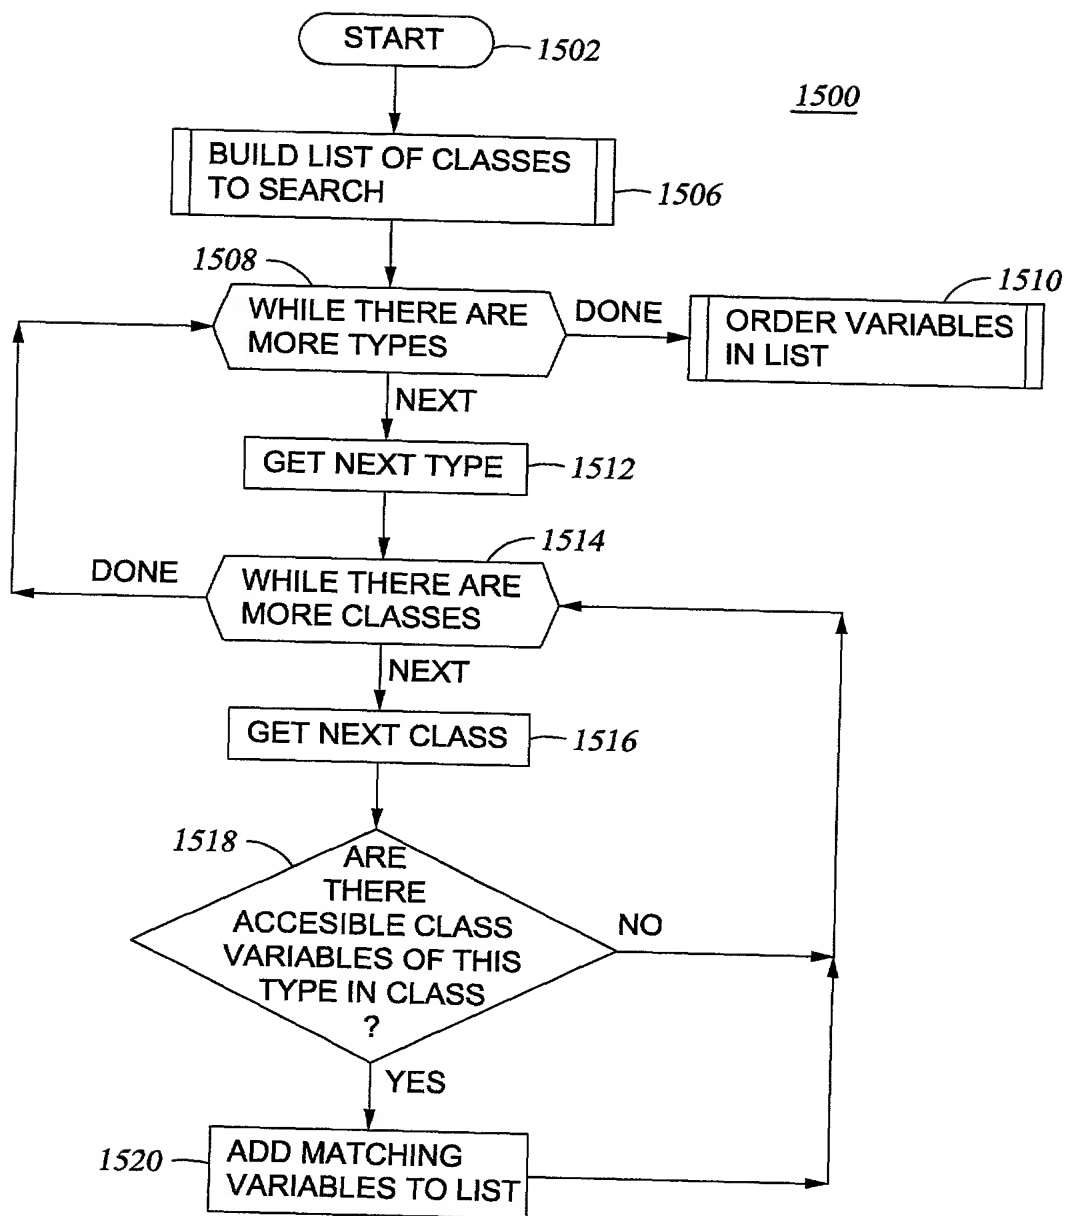 START
1502
1500
BUILD LIST OF CLASSES
TO SEARCH
1506
1508
WHILE THERE ARE
MORE TYPES
DONE
1510
ORDER VARIABLES
IN LIST
NEXT
GET NEXT TYPE
1512
1514
WHILE THERE ARE
MORE CLASSES
DONE
NEXT
GET NEXT CLASS
1516
1518
ARE
THERE
ACCESIBLE CLASS
VARIABLES OF THIS
TYPE IN CLASS
?
NO
YES
1520
ADD MATCHING
VARIABLES TO LIST